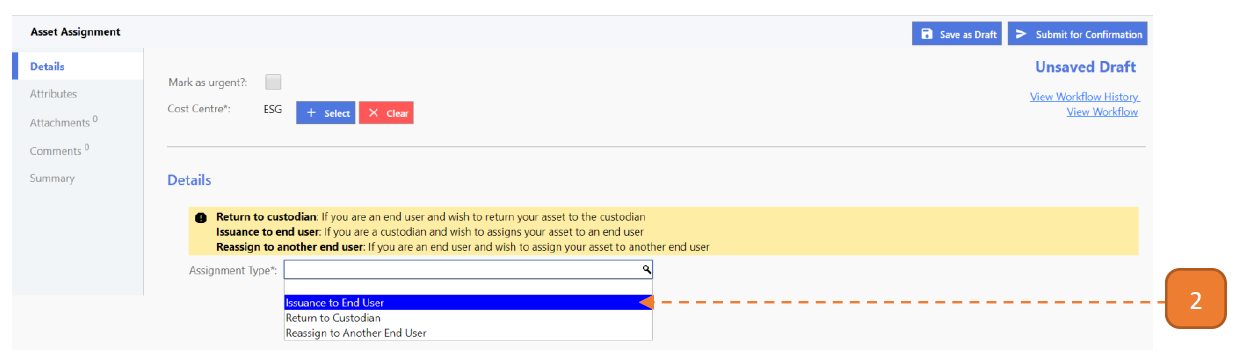 Asset Assignment
Save as Draft
Submit for Confirmation
Details
Attributes
Attachments 0
Comments 0
Summary
Mark as urgent?:
Cost Centre*: ESG + Select × Clear
Unsaved Draft
View Workflow History
View Workflow
Details
Return to custodian: If you are an end user and wish to return your asset to the custodian
Issuance to end user: If you are a custodian and wish to assigns your asset to an end user
Reassign to another end user: If you are an end user and wish to assign your asset to another end user
Assignment Type*:
Issuance to End User
Return to Custodian
Reassign to Another End User
2